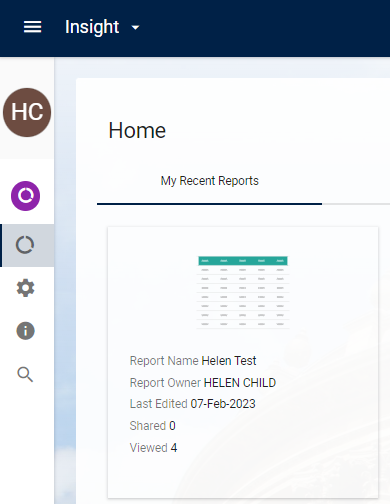 Insight
HC
Home
My Recent Reports
Report Name Helen Test
Report Owner HELEN CHILD
Last Edited 07-Feb-2023
Shared 0
Viewed 4